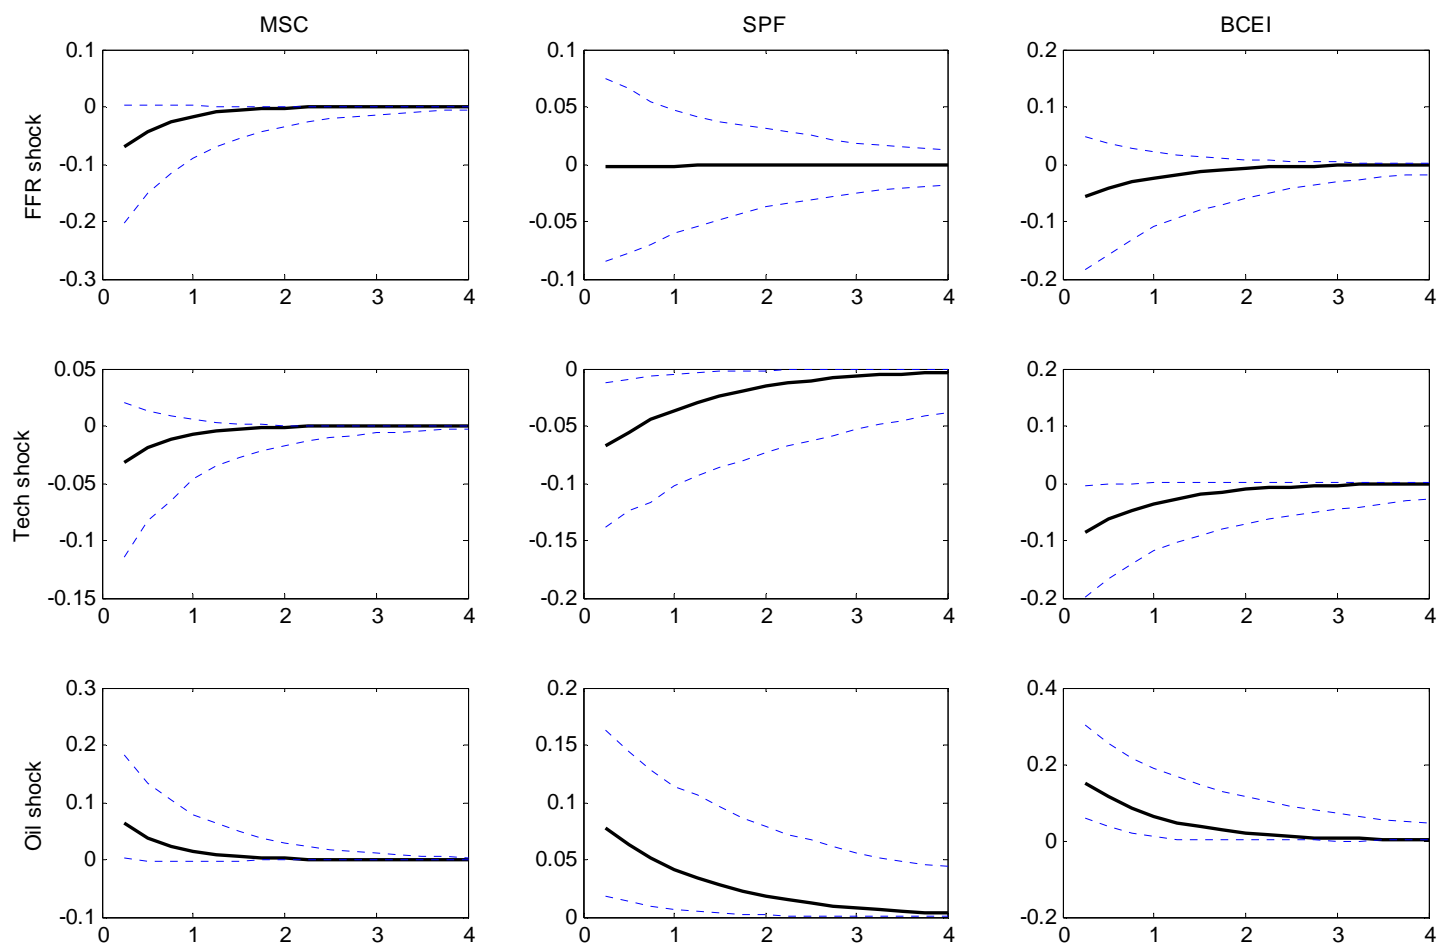 MSC SPF BCEI
0.1 0.1 0.2
0 0.05 0.1
-0.1 0 0
-0.2 -0.05 -0.1
-0.3 -0.1 -0.2
FFR shock
0 1 2 3 4 0 1 2 3 4 0 1 2 3 4
0.05 0 0.2
0 -0.05 0.1
-0.05 -0.1 0
-0.1 -0.15 -0.1
-0.15 -0.2 -0.2
Tech shock
0 1 2 3 4 0 1 2 3 4 0 1 2 3 4
0.3 0.2 0.4
0.2 0.15 0.2
0.1 0.1 0
0 0.05 -0.2
-0.1 0
Oil shock
0 1 2 3 4 0 1 2 3 4 0 1 2 3 4